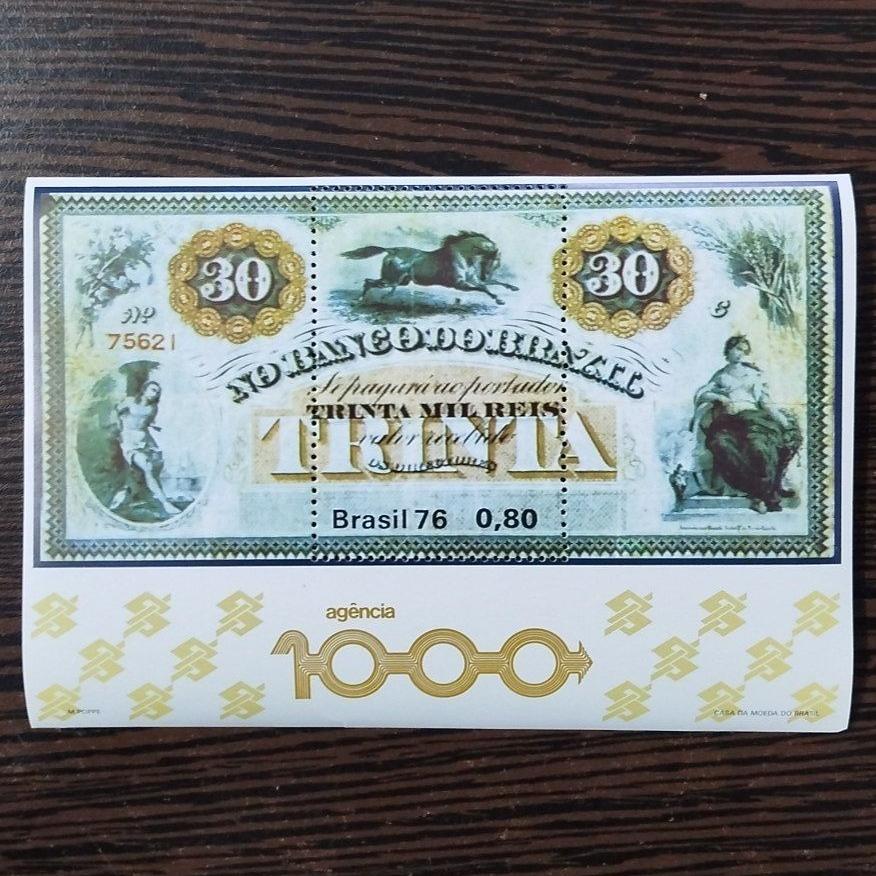 30
30
Nº
75621
NO BANCO DO BRAZIL
Se pagará ao portador
TRINTA MIL REIS
valor recebido
TRINTA
Brasil 76 0,80
agência
1000
CASA DA MOEDA DO BRASIL